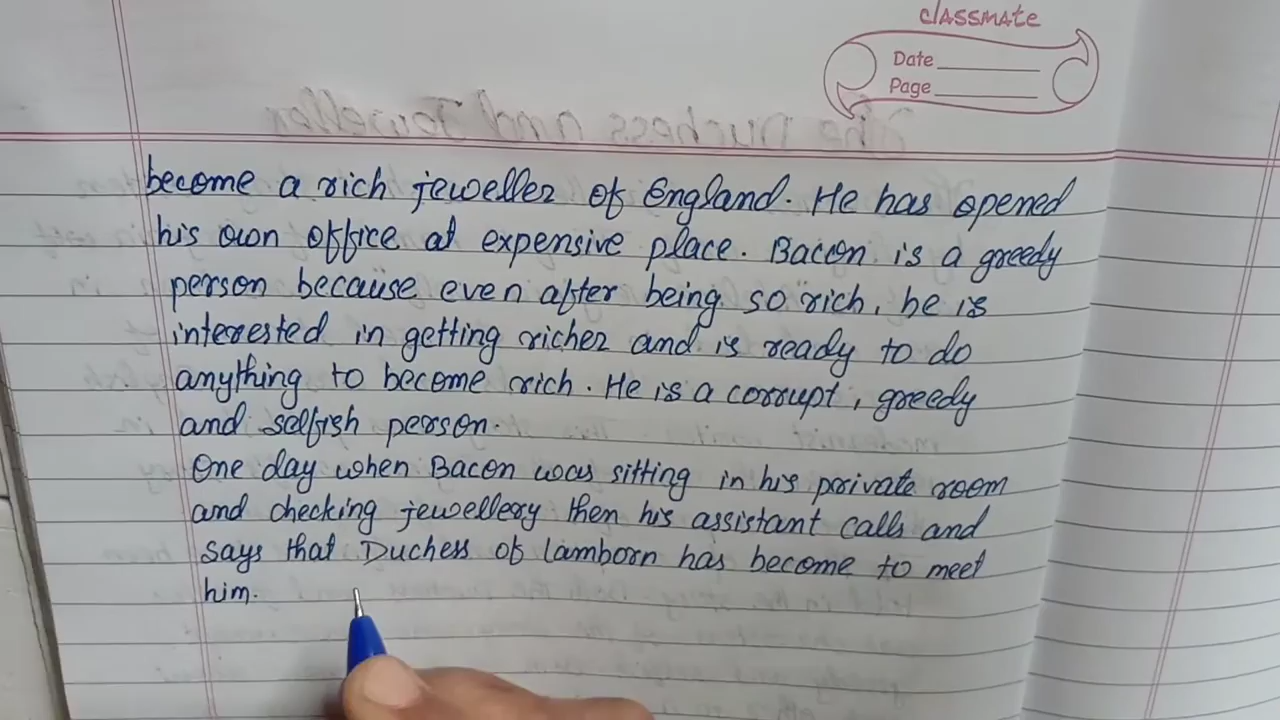 classmate
Date
Page
The Duchess and Jeweller
become a rich jeweller of England. He has opened
his own office at expensive place. Bacon is a greedy
person because even after being so rich, he is
interested in getting richer and is ready to do
anything to become rich. He is a corrupt, greedy
and selfish person.
One day when Bacon was sitting in his private room
and checking jewellery then his assistant calls and
says that Duchess of lamborn has become to meet
him.